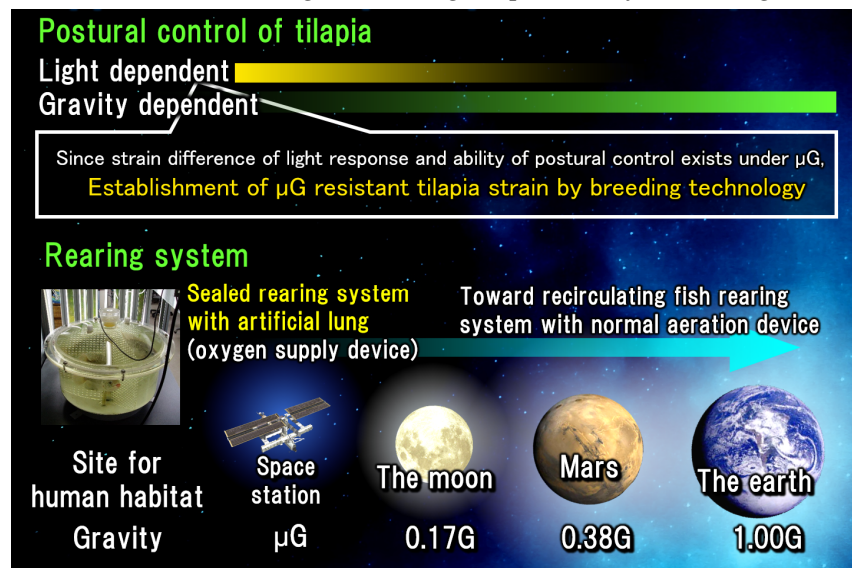 Postural control of tilapia
Light dependent
Gravity dependent
Since strain difference of light response and ability of postural control exists under μG,
Establishment of μG resistant tilapia strain by breeding technology
Rearing system
Sealed rearing system
with artificial lung
(oxygen supply device)
Toward recirculating fish rearing
system with normal aeration device
Site for
human habitat
Space
station
The moon
Mars
The earth
Gravity
μG
0.17G
0.38G
1.00G